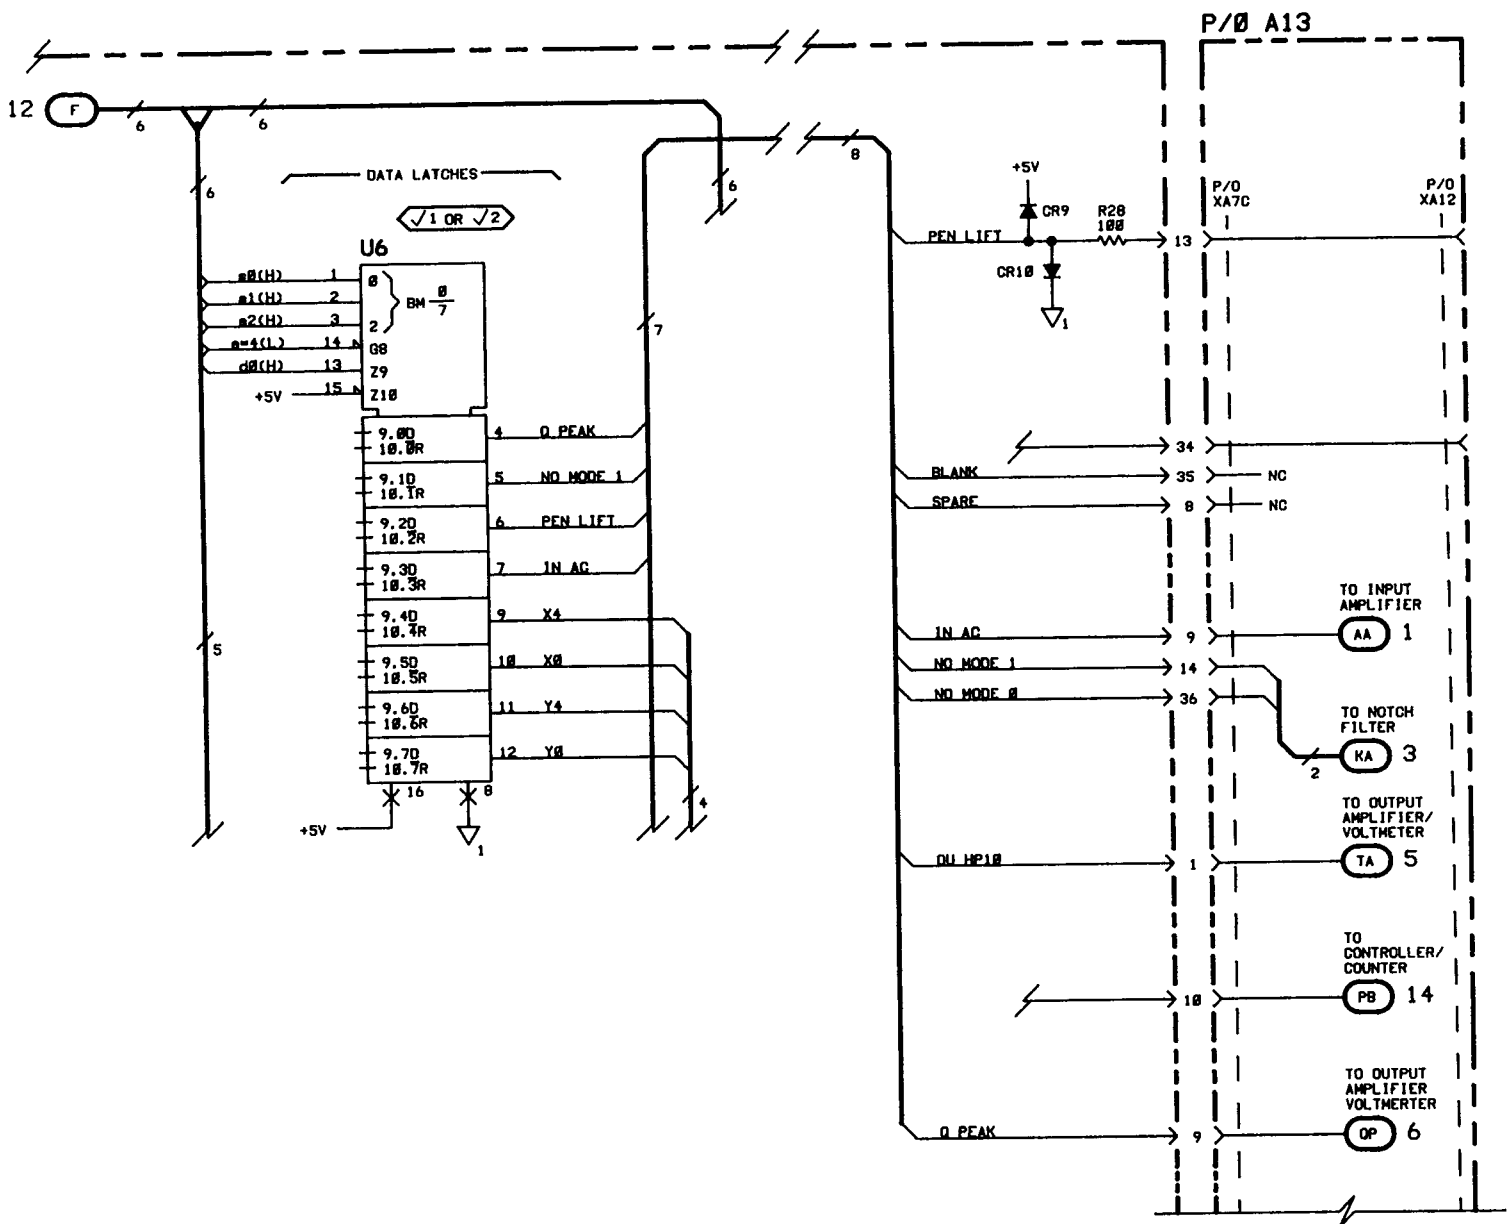 P/Ø A13
12 F
6
6
6
6
8
DATA LATCHES
√1 OR √2
U6
a0(H) 1 Ø
a1(H) 2 BM Ø/7
a2(H) 3 2
a=4(L) 14 G8
dØ(H) 13 Z9
+5V 15 Z10
9.0D 4 Q PEAK
10.0R
9.1D 5 NO MODE 1
10.1R
9.2D 6 PEN LIFT
10.2R
9.3D 7 IN AC
10.3R
9.4D 9 X4
10.4R
9.5D 10 XØ
10.5R
9.6D 11 Y4
10.6R
9.7D 12 YØ
10.7R
16 8
+5V
1
5
7
4
+5V
CR9
R28
100
PEN LIFT
13
CR10
1
P/O
XA7C
P/O
XA12
34
BLANK 35 NC
SPARE 8 NC
IN AC 9
TO INPUT
AMPLIFIER
AA 1
NO MODE 1 14
NO MODE Ø 36
TO NOTCH
FILTER
2 KA 3
TO OUTPUT
AMPLIFIER/
VOLTMETER
OU HP10 1 TA 5
TO
CONTROLLER/
COUNTER
10 PB 14
TO OUTPUT
AMPLIFIER
VOLTMERTER
Q PEAK 9 OP 6